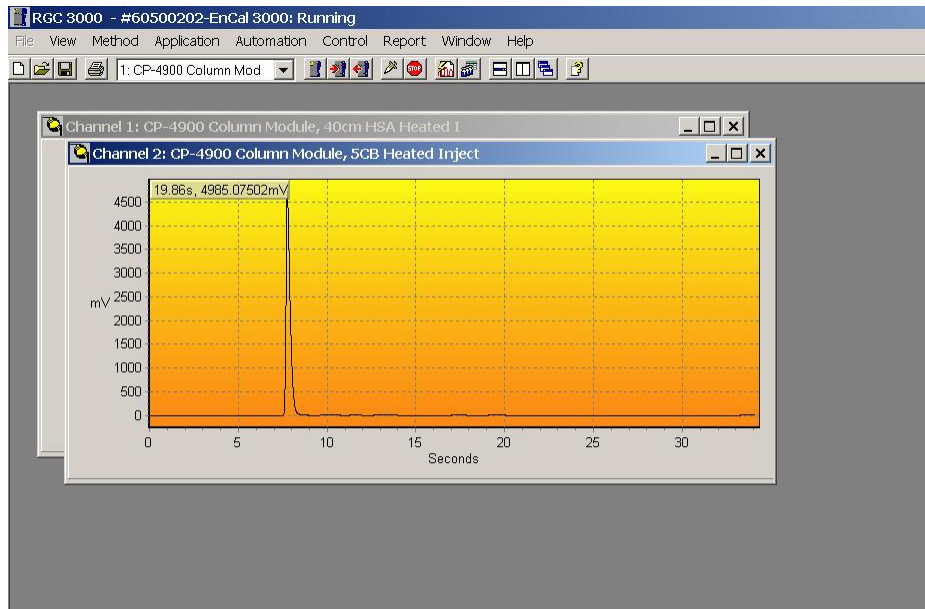 RGC 3000 - #60500202-EnCal 3000: Running
File View Method Application Automation Control Report Window Help
1: CP-4900 Column Mod
STOP
Channel 1: CP-4900 Column Module, 40cm HSA Heated I
Channel 2: CP-4900 Column Module, 5CB Heated Inject
19.86s, 4985.07502mV
4500
4000
3500
3000
mV 2500
2000
1500
1000
500
0
0 5 10 15 20 25 30
Seconds